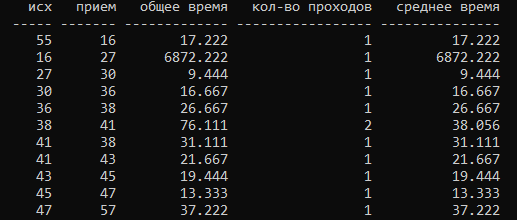 исх прием общее время кол-во проходов среднее время
----- ------- ------------- --------------- ---------------
55 16 17.222 1 17.222
16 27 6872.222 1 6872.222
27 30 9.444 1 9.444
30 36 16.667 1 16.667
36 38 26.667 1 26.667
38 41 76.111 2 38.056
41 38 31.111 1 31.111
41 43 21.667 1 21.667
43 45 19.444 1 19.444
45 47 13.333 1 13.333
47 57 37.222 1 37.222